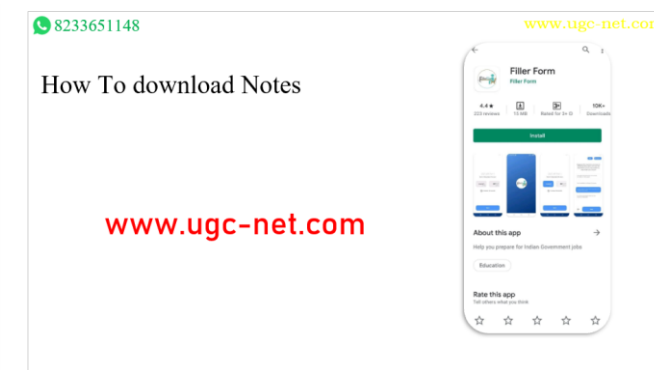 8233651148
www.ugc-net.com
How To download Notes
www.ugc-net.com
Filler Form
Filler Form
4.4 ★
10K+
223 reviews
13 MB
Rated for 3+
Downloads
Install
About this app
Help you prepare for Indian Government jobs
Education
Rate this app
Tell others what you think